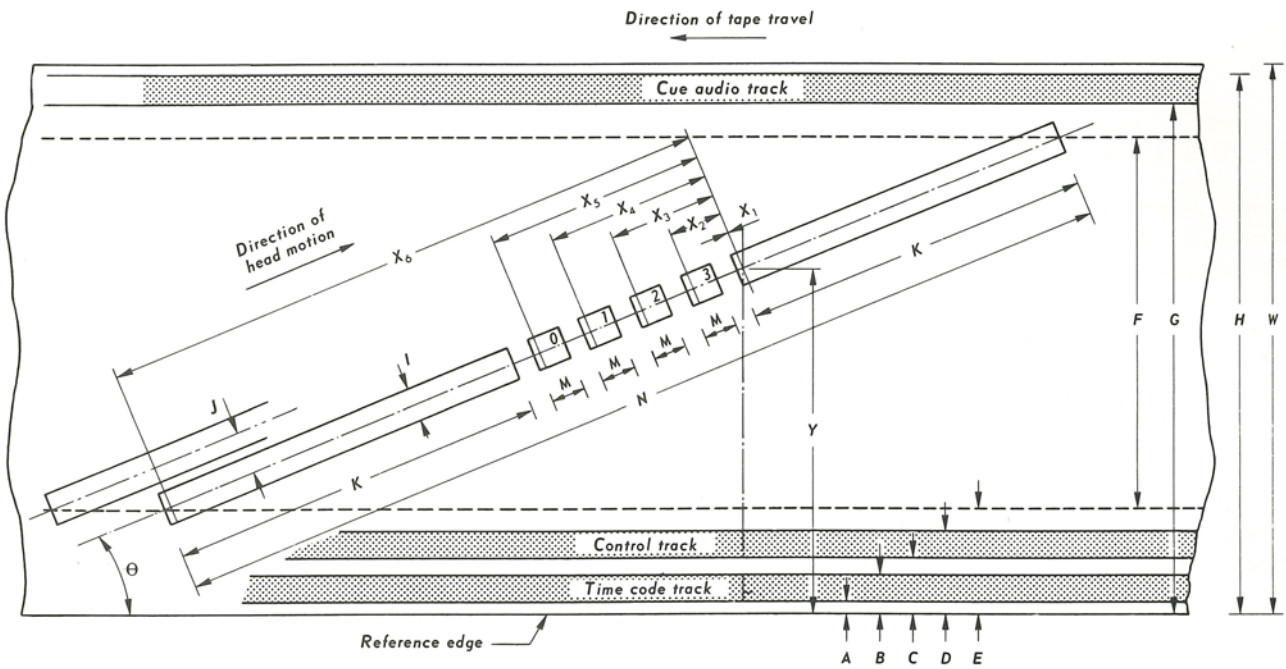 Direction of tape travel
Cue audio track
Direction of
head motion
X₆
X₅
X₄
X₃
X₂
X₁
K
F
G
H
W
3
2
1
0
M
M
M
M
N
I
J
K
Y
Control track
Time code track
Θ
Reference edge
A
B
C
D
E